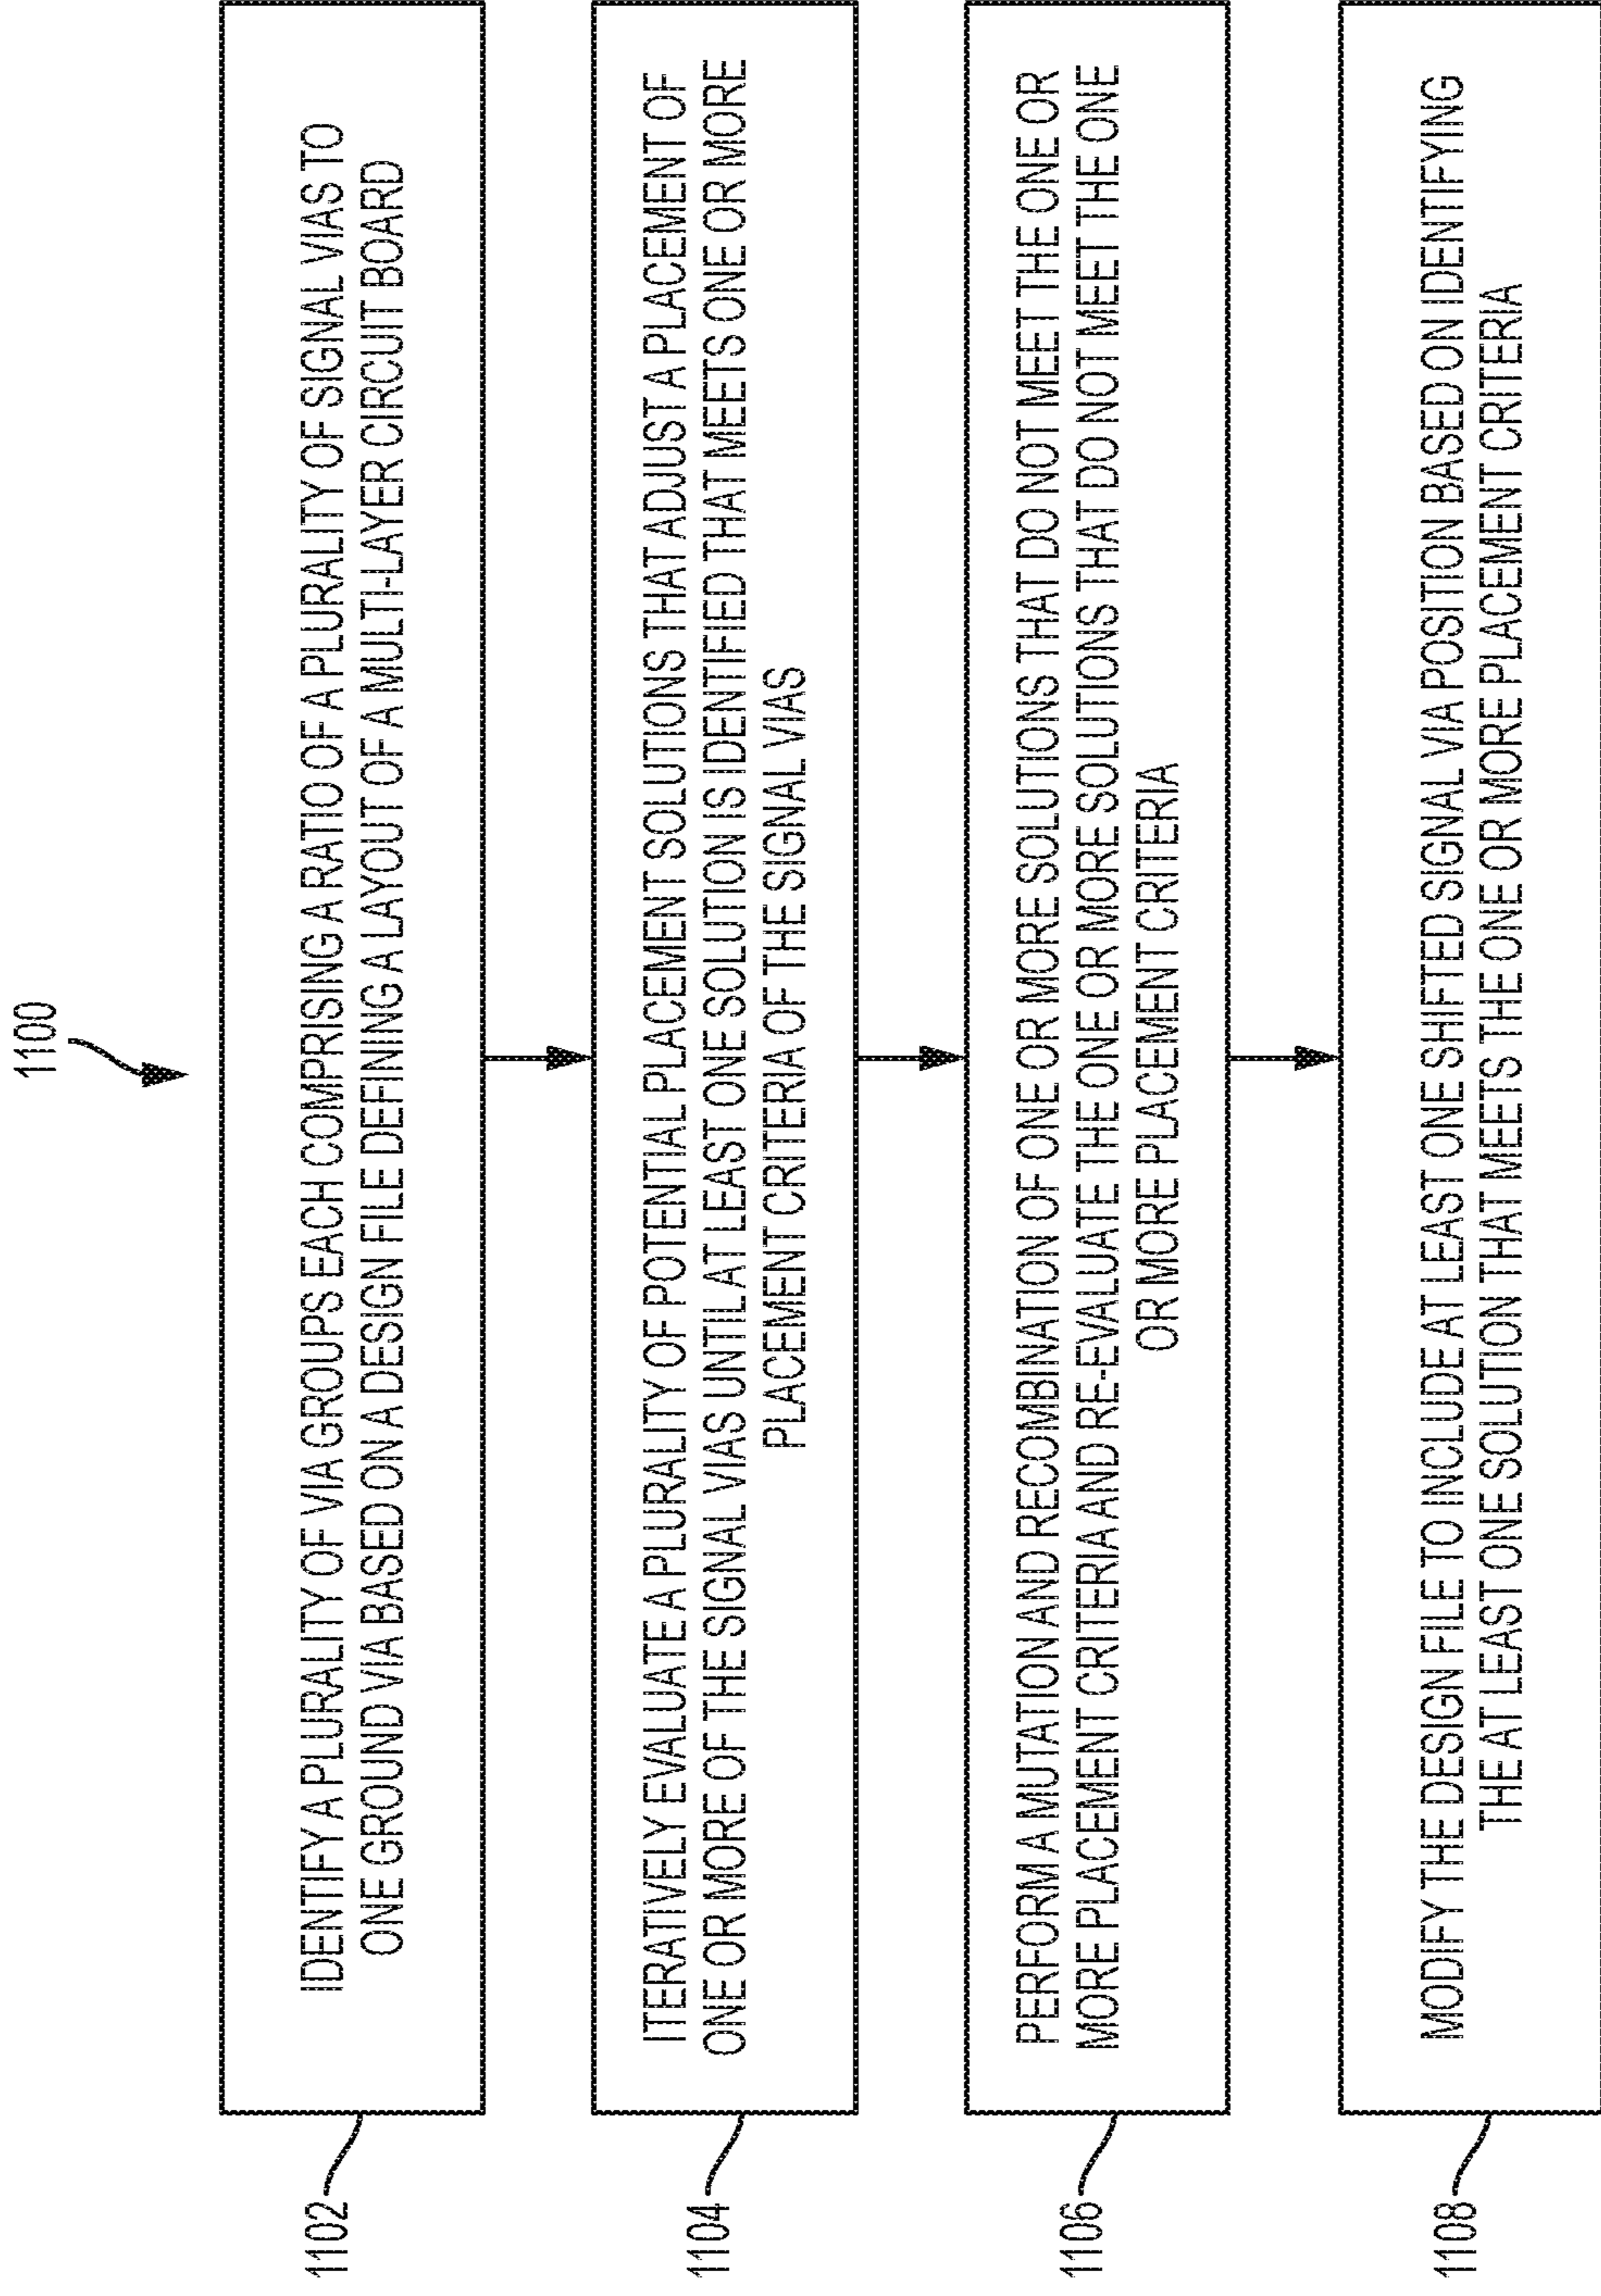 1100
1102
IDENTIFY A PLURALITY OF VIA GROUPS EACH COMPRISING A RATIO OF A PLURALITY OF SIGNAL VIAS TO
ONE GROUND VIA BASED ON A DESIGN FILE DEFINING A LAYOUT OF A MULTI-LAYER CIRCUIT BOARD
1104
ITERATIVELY EVALUATE A PLURALITY OF POTENTIAL PLACEMENT SOLUTIONS THAT ADJUST A PLACEMENT OF
ONE OR MORE OF THE SIGNAL VIAS UNTIL AT LEAST ONE SOLUTION IS IDENTIFIED THAT MEETS ONE OR MORE
PLACEMENT CRITERIA OF THE SIGNAL VIAS
1106
PERFORM A MUTATION AND RECOMBINATION OF ONE OR MORE SOLUTIONS THAT DO NOT MEET THE ONE OR
MORE PLACEMENT CRITERIA AND RE-EVALUATE THE ONE OR MORE SOLUTIONS THAT DO NOT MEET THE ONE
OR MORE PLACEMENT CRITERIA
1108
MODIFY THE DESIGN FILE TO INCLUDE AT LEAST ONE SHIFTED SIGNAL VIA POSITION BASED ON IDENTIFYING
THE AT LEAST ONE SOLUTION THAT MEETS THE ONE OR MORE PLACEMENT CRITERIA